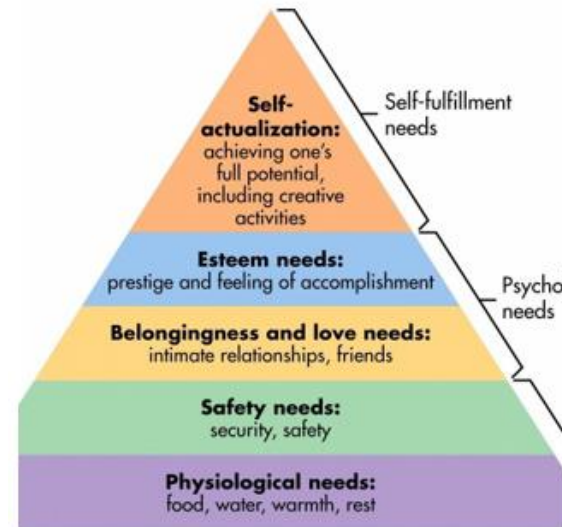 Self-
actualization:
achieving one's
full potential,
including creative
activities
Self-fulfillment
needs
Esteem needs:
prestige and feeling of accomplishment
Psycho
needs
Belongingness and love needs:
intimate relationships, friends
Safety needs:
security, safety
Physiological needs:
food, water, warmth, rest